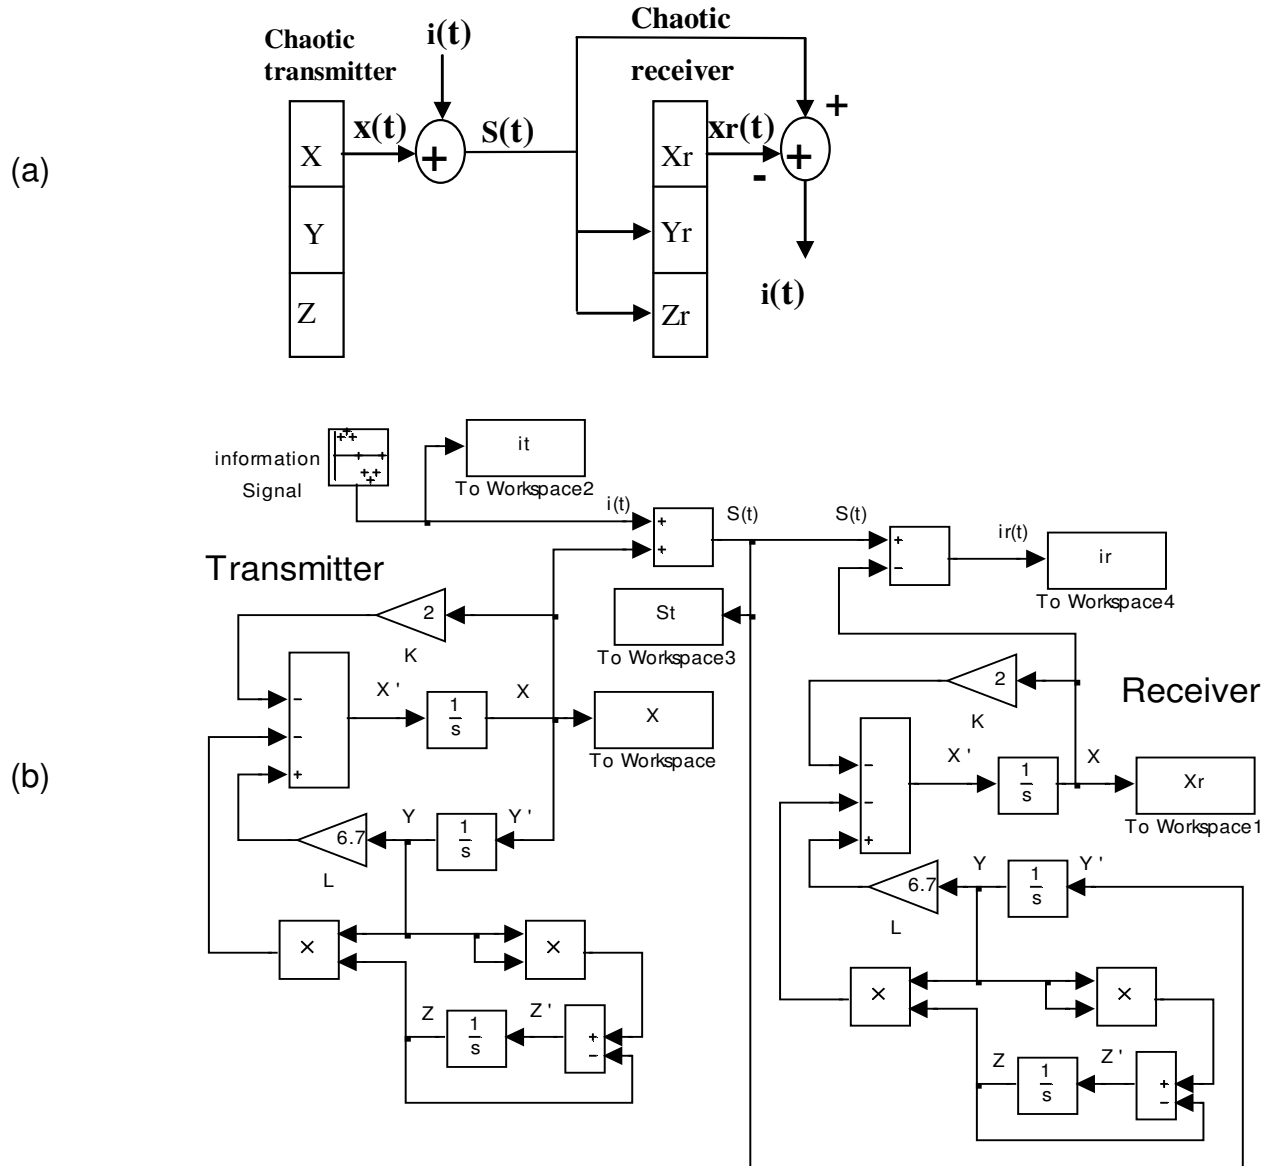 (a)
Chaotic
transmitter
i(t)
Chaotic
receiver
X
x(t)
+
S(t)
Xr
xr(t)
+
+
-
Y
Yr
Z
Zr
i(t)
(b)
information
Signal
it
To Workspace2
i(t)
+
+
S(t)
S(t)
+
-
ir(t)
ir
To Workspace4
Transmitter
2
K
St
To Workspace3
-
-
+
X '
1
s
X
X
To Workspace
6.7
L
Y
1
s
Y '
×
×
Z
1
s
Z '
+
-
Receiver
2
K
-
-
+
X '
1
s
X
Xr
To Workspace1
6.7
L
Y
1
s
Y '
×
×
Z
1
s
Z '
+
-